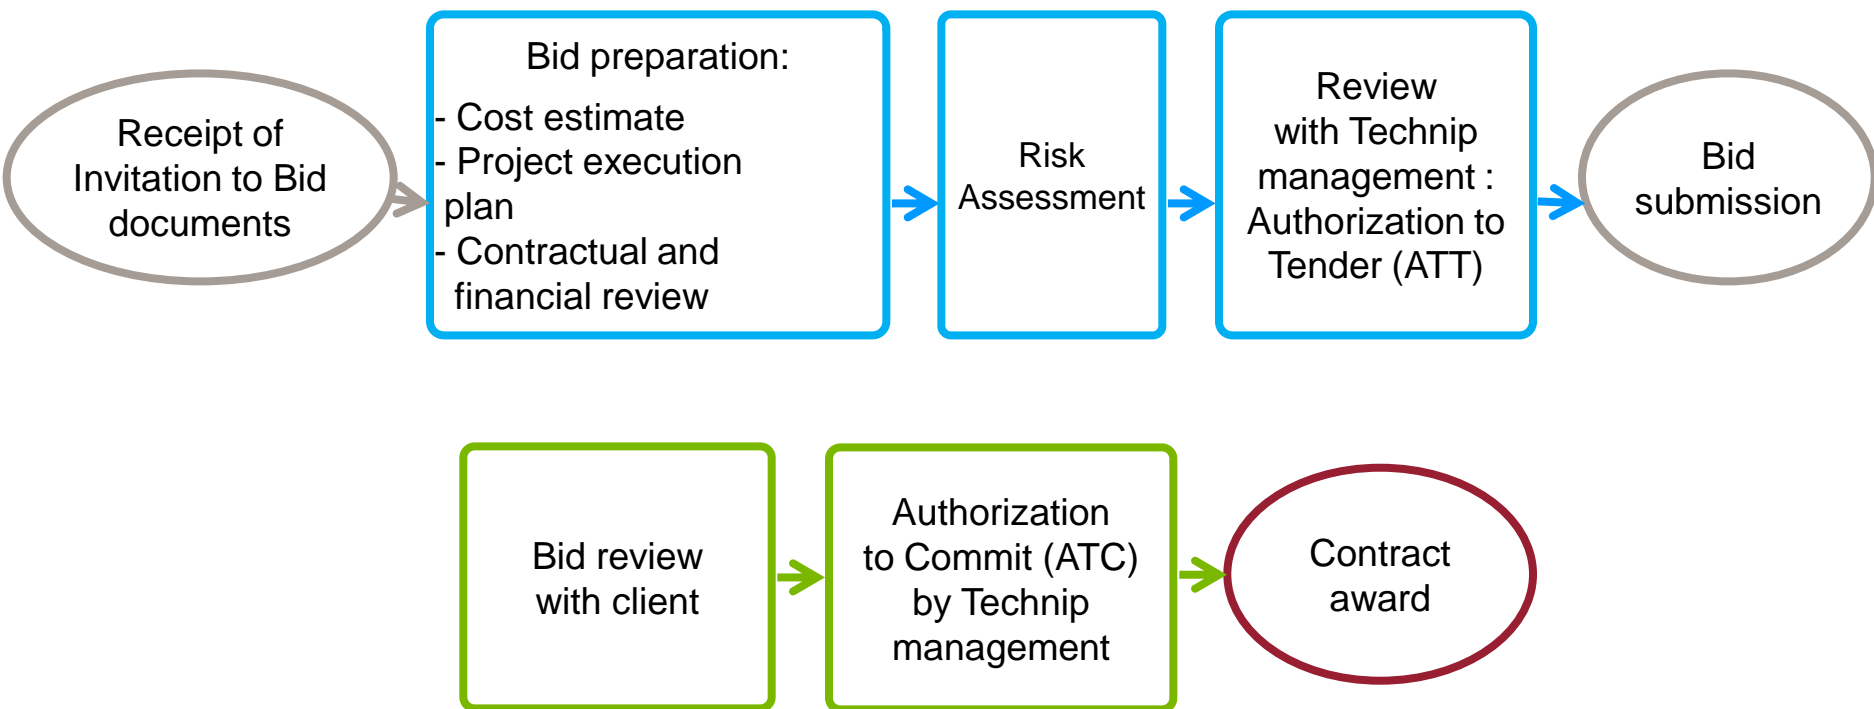 Receipt of
Invitation to Bid
documents
Bid preparation:
- Cost estimate
- Project execution
plan
- Contractual and
financial review
Risk
Assessment
Review
with Technip
management :
Authorization to
Tender (ATT)
Bid
submission
Bid review
with client
Authorization
to Commit (ATC)
by Technip
management
Contract
award